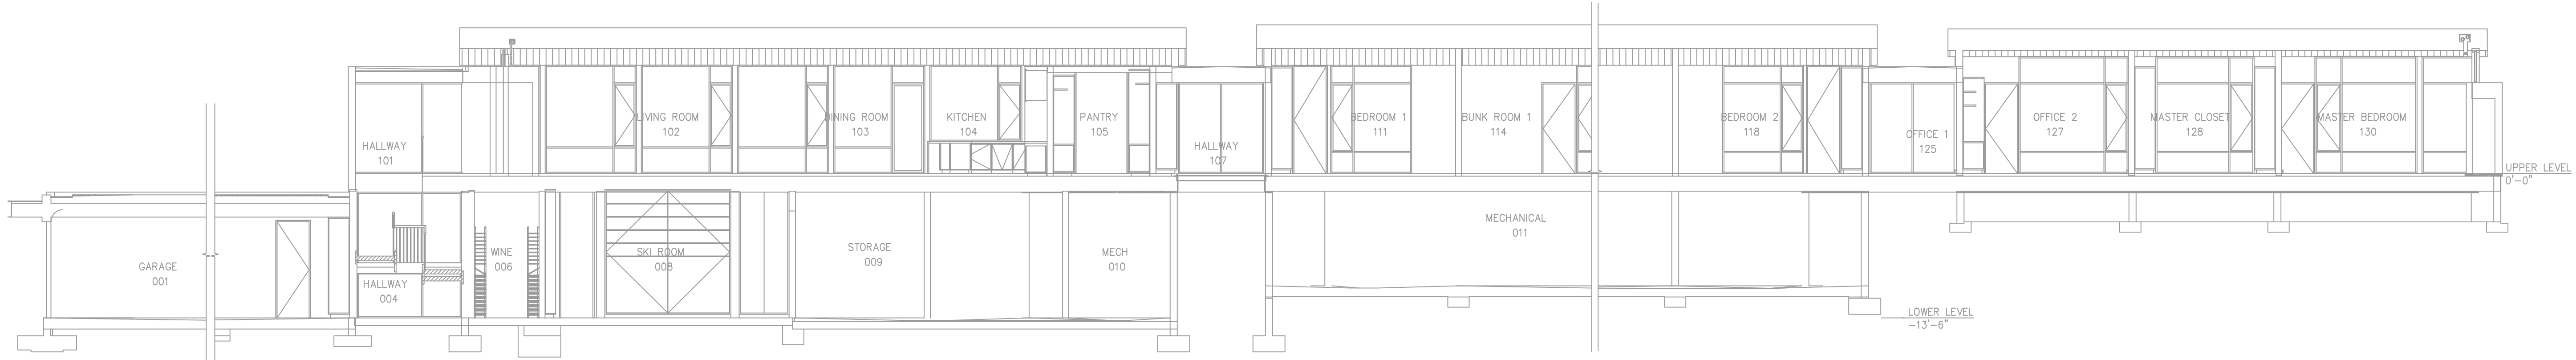 LIVING ROOM
102
DINING ROOM
103
KITCHEN
104
PANTRY
105
BEDROOM 1
111
BUNK ROOM 1
114
BEDROOM 2
118
OFFICE 2
127
MASTER CLOSET
128
MASTER BEDROOM
130
HALLWAY
101
HALLWAY
107
OFFICE 1
125
UPPER LEVEL
0'-0"
MECHANICAL
011
GARAGE
001
HALLWAY
004
WINE
006
SKI ROOM
008
STORAGE
009
MECH
010
LOWER LEVEL
-13'-6"